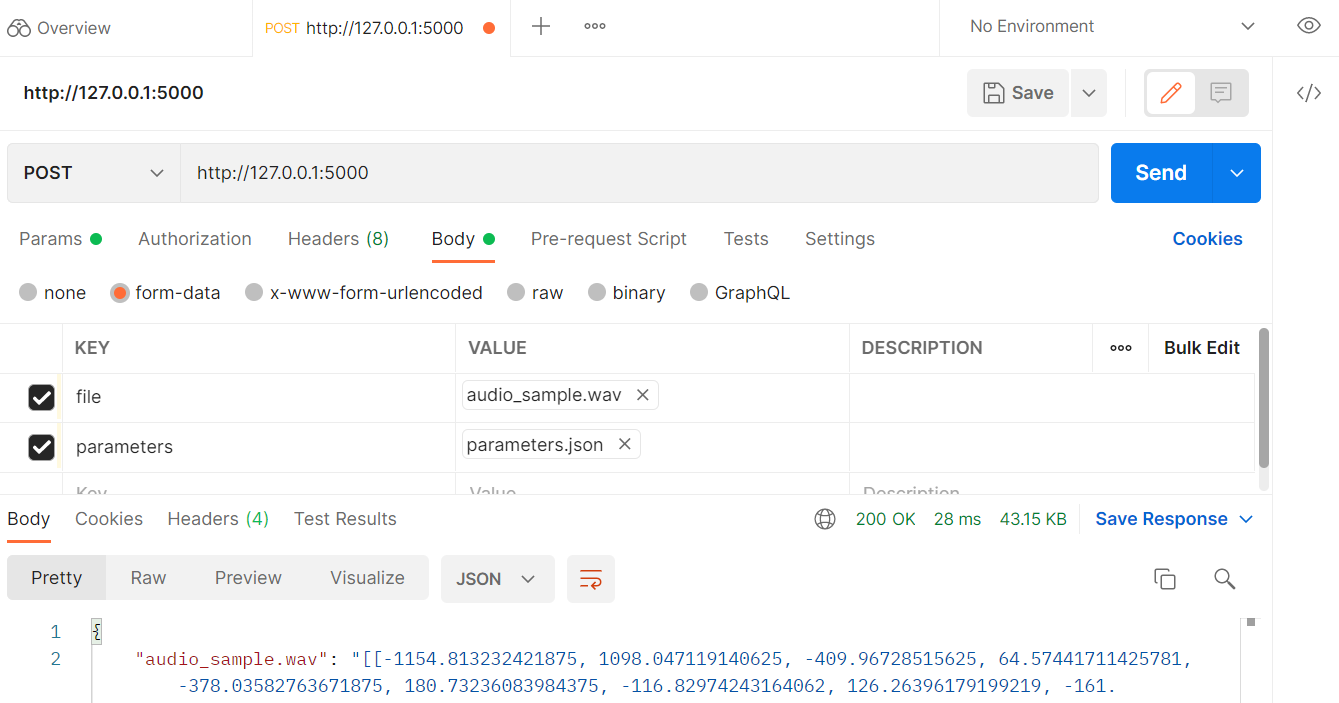 Overview
POST http://127.0.0.1:5000
No Environment
http://127.0.0.1:5000
Save
POST
http://127.0.0.1:5000
Send
Params Authorization Headers (8) Body Pre-request Script Tests Settings Cookies
none form-data x-www-form-urlencoded raw binary GraphQL
KEY VALUE DESCRIPTION Bulk Edit
file audio_sample.wav
parameters parameters.json
Key Value Description
Body Cookies Headers (4) Test Results 200 OK 28 ms 43.15 KB Save Response
Pretty Raw Preview Visualize JSON
1 {
2 "audio_sample.wav": "[[-1154.813232421875, 1098.047119140625, -409.96728515625, 64.57441711425781,
-378.03582763671875, 180.73236083984375, -116.82974243164062, 126.26396179199219, -161.